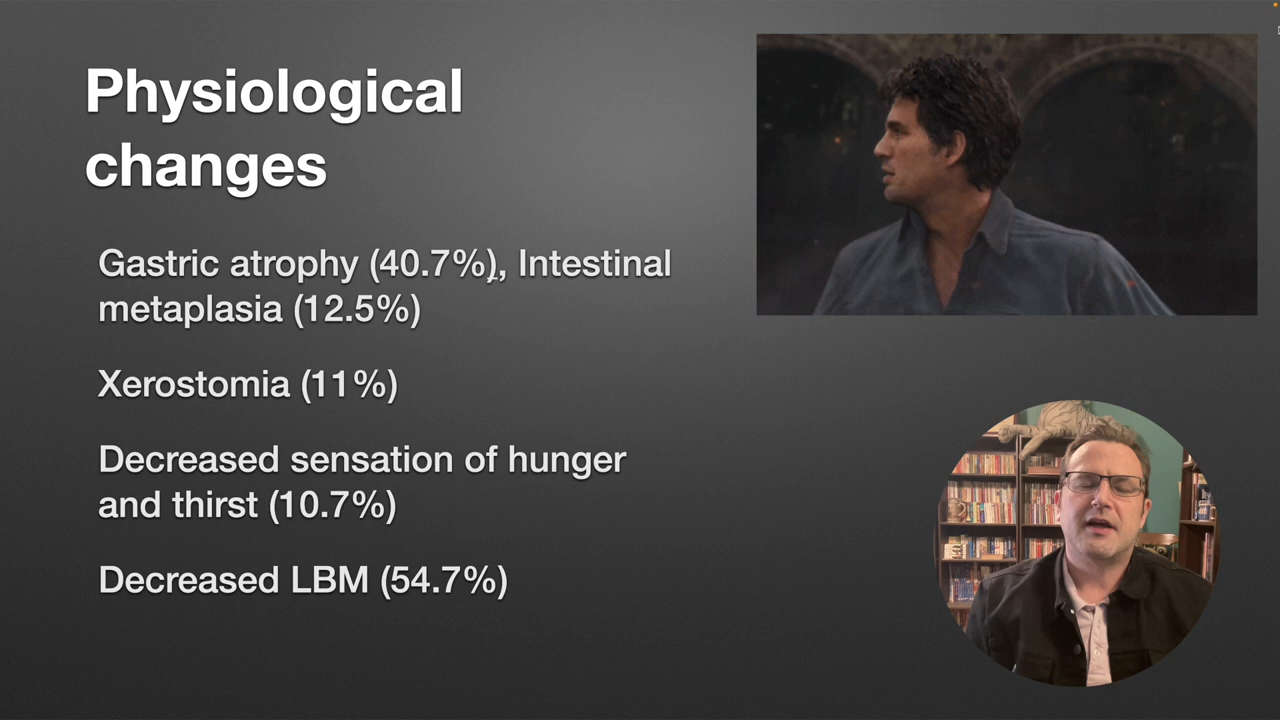 Physiological
changes
Gastric atrophy (40.7%), Intestinal
metaplasia (12.5%)
Xerostomia (11%)
Decreased sensation of hunger
and thirst (10.7%)
Decreased LBM (54.7%)